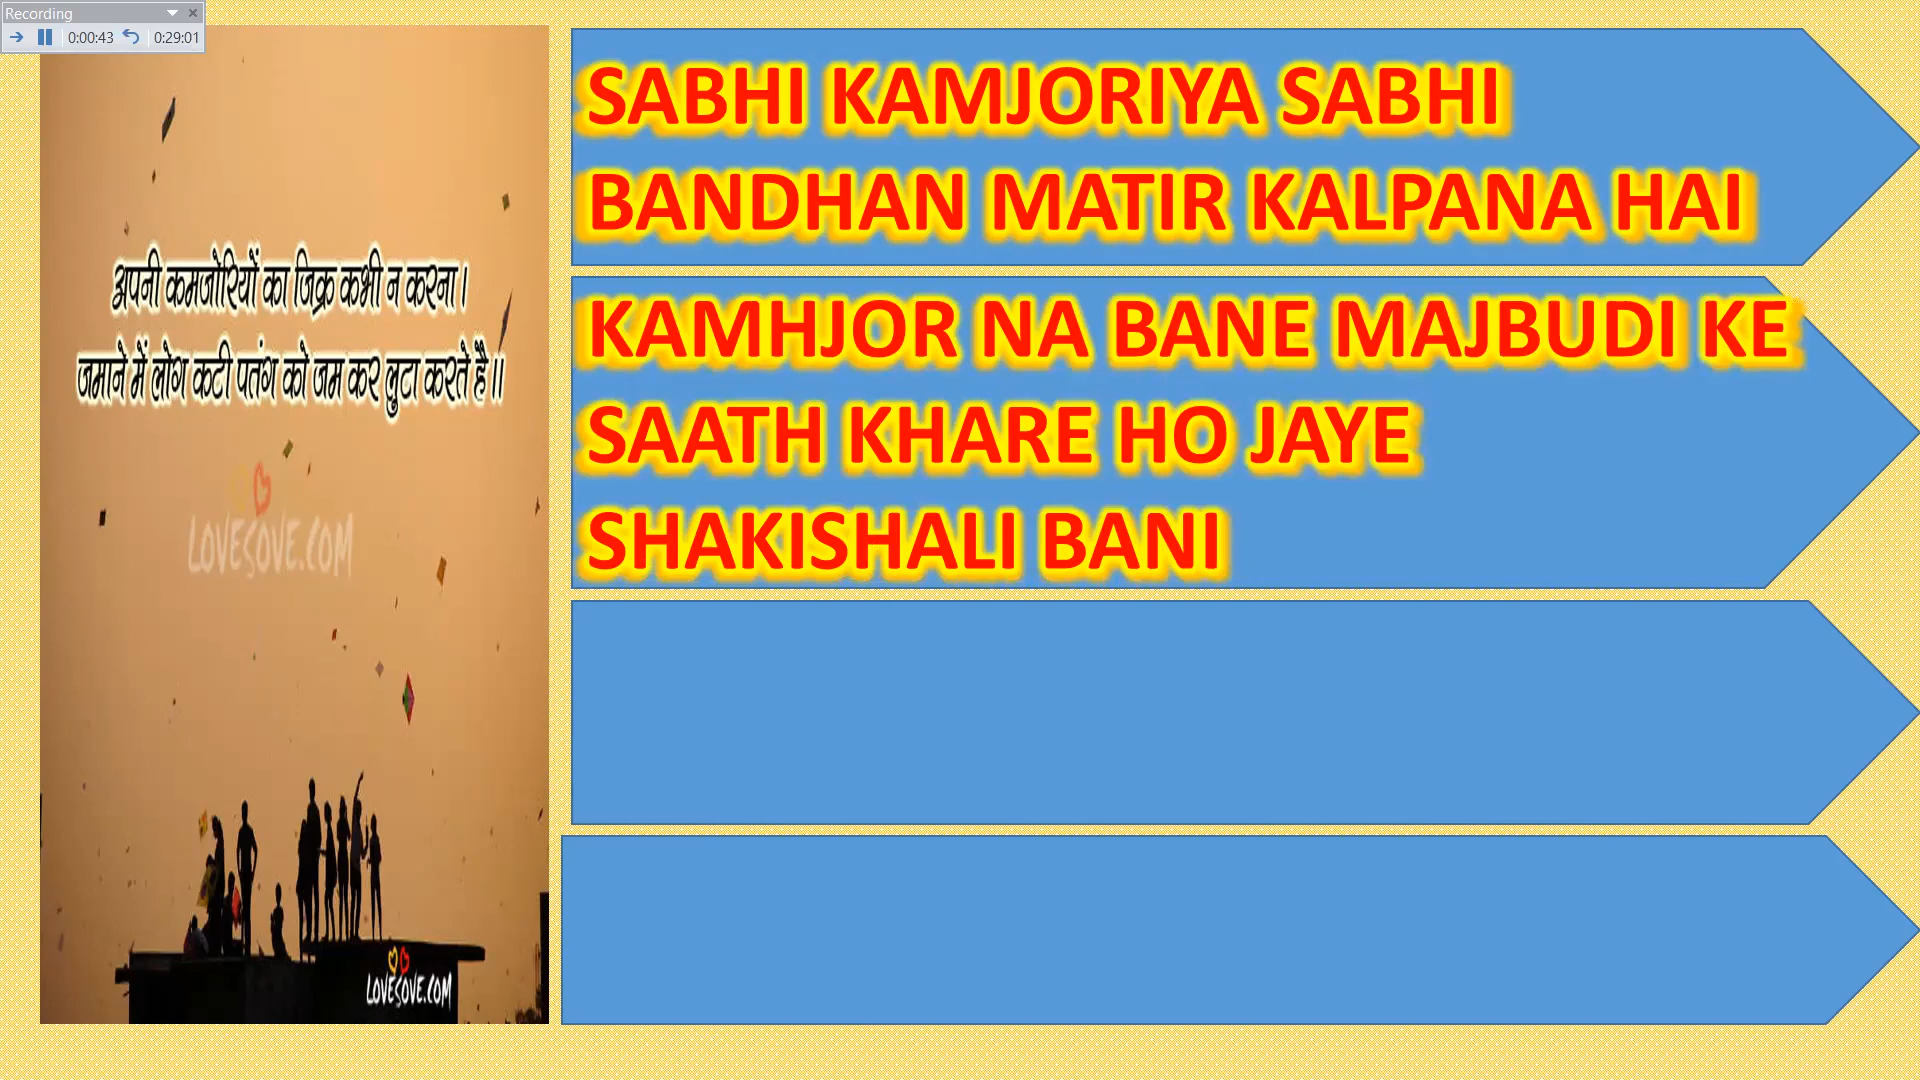 Recording
0:00:43 0:29:01
अपनी कमजोरियों का जिक्र कभी न करना।
जमाने में लोग कटी पतंग को जम कर लुटा करते है॥
LOVESOVE.COM
LOVESOVE.COM
SABHI KAMJORIYA SABHI
BANDHAN MATIR KALPANA HAI
KAMHJOR NA BANE MAJBUDI KE
SAATH KHARE HO JAYE
SHAKISHALI BANI